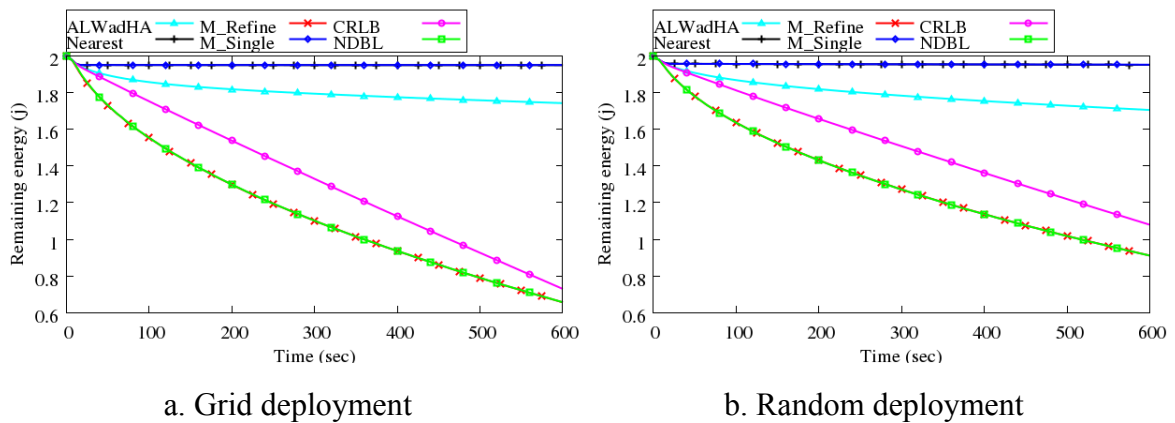 ALWadHA M_Refine CRLB
Nearest M_Single NDBL
2
1.8
1.6
1.4
1.2
1
0.8
0.6
Remaining energy (j)
0 100 200 300 400 500 600
Time (sec)
a. Grid deployment
ALWadHA M_Refine CRLB
Nearest M_Single NDBL
2
1.8
1.6
1.4
1.2
1
0.8
0.6
Remaining energy (j)
0 100 200 300 400 500 600
Time (sec)
b. Random deployment